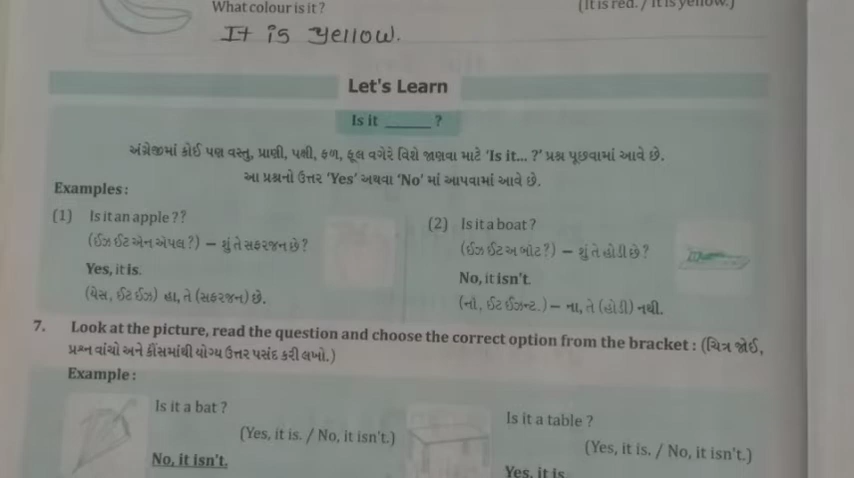 What colour is it ?
(It is red. / It is yellow.)
It is yellow.
Let's Learn
Is it ______ ?
અંગ્રેજીમાં કોઈ પણ વસ્તુ, પ્રાણી, પક્ષી, ફળ, ફૂલ વગેરે વિશે જાણવા માટે 'Is it... ?' પ્રશ્ન પૂછવામાં આવે છે.
આ પ્રશ્નનો ઉત્તર 'Yes' અથવા 'No' માં આપવામાં આવે છે.
Examples :
(1) Is it an apple ??
(ઈઝ ઈટ એન એપલ?) – શું તે સફરજન છે?
Yes, it is.
(યેસ, ઈટ ઈઝ) હા, તે (સફરજન) છે.
(2) Is it a boat ?
(ઈઝ ઈટ અ બોટ?) – શું તે હોડી છે?
No, it isn't.
(નો, ઈટ ઈઝન્ટ.) – ના, તે (હોડી) નથી.
7. Look at the picture, read the question and choose the correct option from the bracket : (ચિત્ર જોઈ,
પ્રશ્ન વાંચો અને કૌંસમાંથી યોગ્ય ઉત્તર પસંદ કરી લખો.)
Example :
Is it a bat ?
(Yes, it is. / No, it isn't.)
No, it isn't.
Is it a table ?
(Yes, it is. / No, it isn't.)
Yes, it is